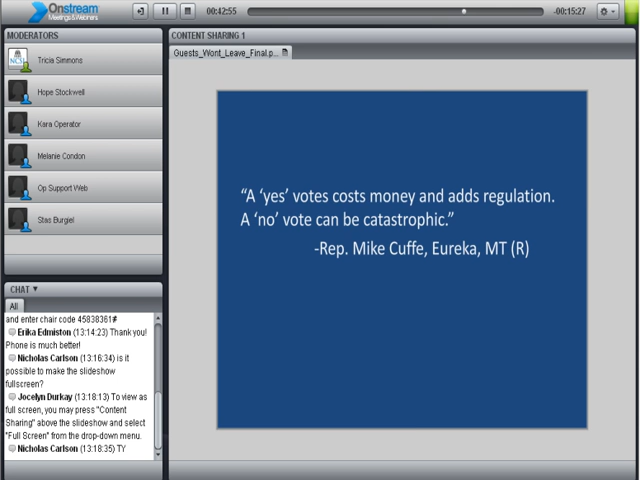 Onstream
Meetings & Webinars
00:42:55
-00:15:27
MODERATORS
Tricia Simmons
Hope Stockwell
Kara Operator
Melanie Condon
Op Support Web
Stas Burgiel
CHAT
All
and enter chair code 45838361#
Erika Edmiston (13:14:23) Thank you!
Phone is much better!
Nicholas Carlson (13:16:34) is it
possible to make the slideshow
fullscreen?
Jocelyn Durkay (13:18:13) To view as
full screen, you may press "Content
Sharing" above the slideshow and select
"Full Screen" from the drop-down menu.
Nicholas Carlson (13:18:35) TY
CONTENT SHARING 1
Guests_Wont_Leave_Final.p...
“A ‘yes’ votes costs money and adds regulation.
A ‘no’ vote can be catastrophic.”
-Rep. Mike Cuffe, Eureka, MT (R)